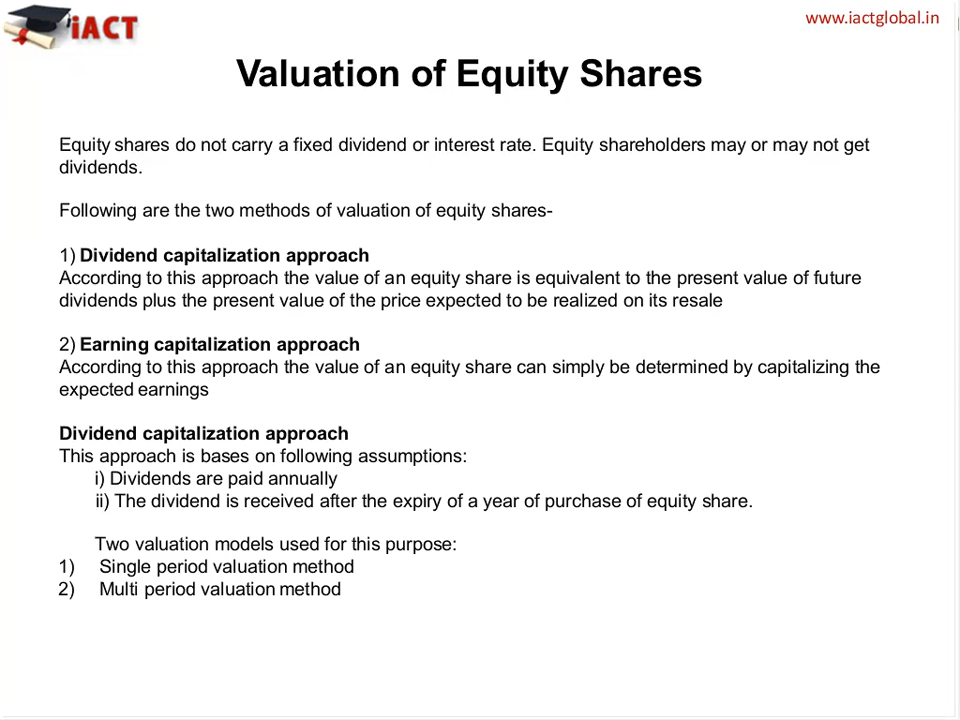 iACT
www.iactglobal.in
Valuation of Equity Shares
Equity shares do not carry a fixed dividend or interest rate. Equity shareholders may or may not get
dividends.
Following are the two methods of valuation of equity shares-
1) Dividend capitalization approach
According to this approach the value of an equity share is equivalent to the present value of future
dividends plus the present value of the price expected to be realized on its resale
2) Earning capitalization approach
According to this approach the value of an equity share can simply be determined by capitalizing the
expected earnings
Dividend capitalization approach
This approach is bases on following assumptions:
i) Dividends are paid annually
ii) The dividend is received after the expiry of a year of purchase of equity share.
Two valuation models used for this purpose:
1) Single period valuation method
2) Multi period valuation method